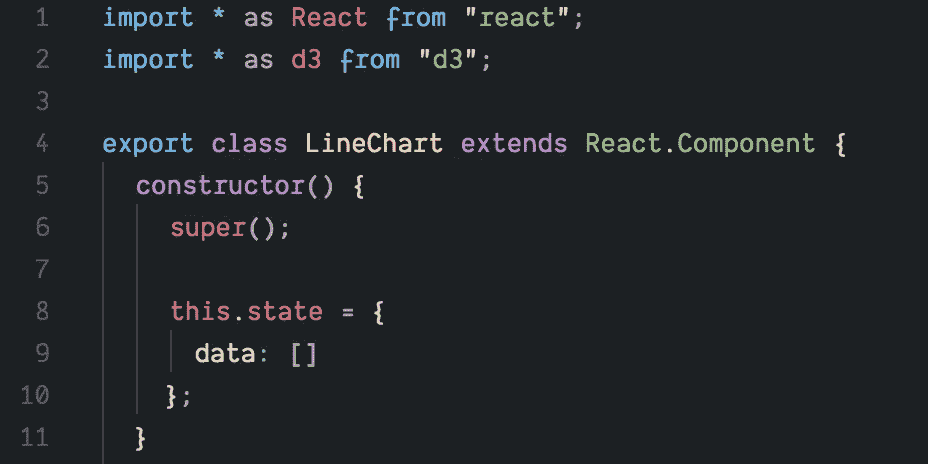 1 import * as React from "react";
2 import * as d3 from "d3";
3
4 export class LineChart extends React.Component {
5   constructor() {
6     super();
7
8     this.state = {
9       data: []
10     };
11   }